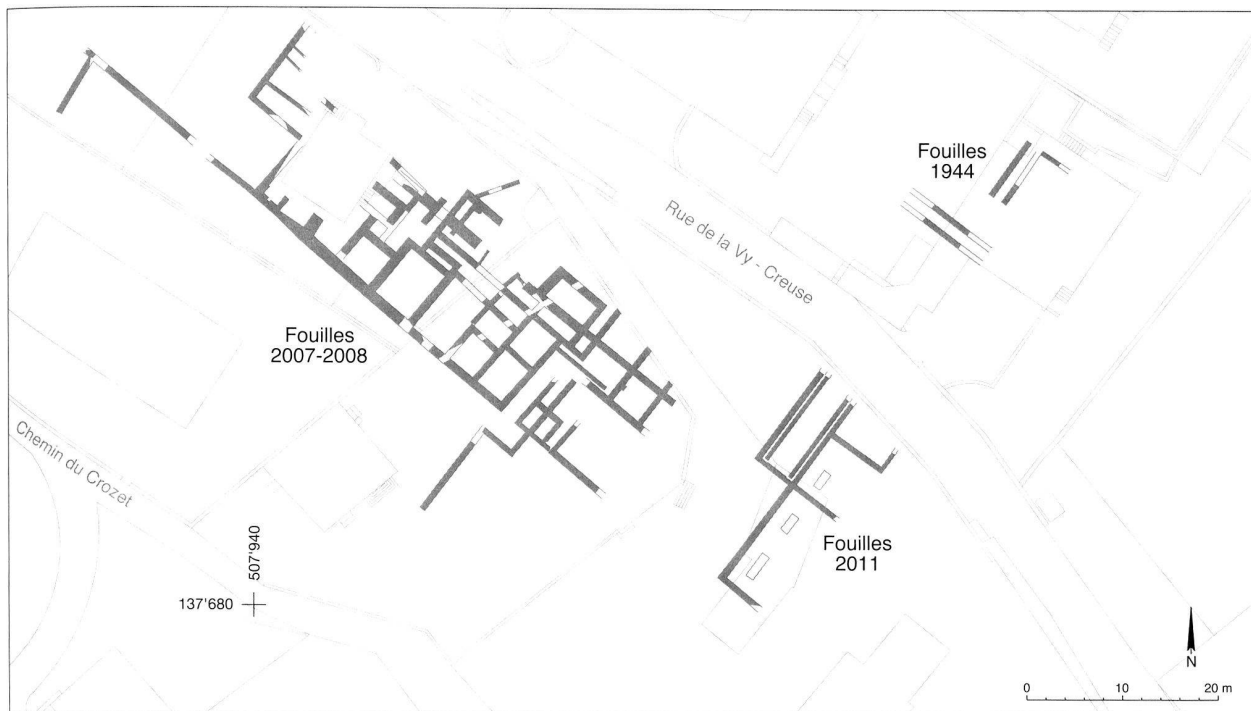 Fouilles
1944
Rue de la Vy - Creuse
Fouilles
2007-2008
Chemin du Crozet
Fouilles
2011
507'940
137'680
N
0 10 20 m